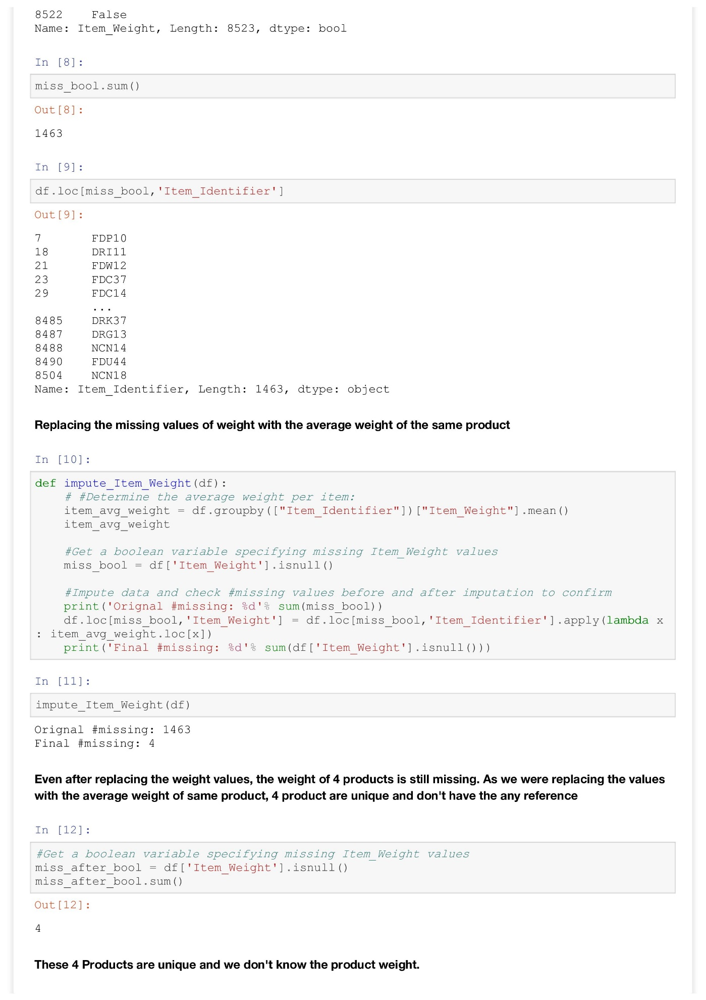 8522    False
Name: Item_Weight, Length: 8523, dtype: bool
In [8]:
miss_bool.sum()
Out[8]:
1463
In [9]:
df.loc[miss_bool,'Item_Identifier']
Out[9]:
7       FDP10
18      DRI11
21      FDW12
23      FDC37
29      FDC14
        ...
8485    DRK37
8487    DRG13
8488    NCN14
8490    FDU44
8504    NCN18
Name: Item_Identifier, Length: 1463, dtype: object
Replacing the missing values of weight with the average weight of the same product
In [10]:
def impute_Item_Weight(df):
    # #Determine the average weight per item:
    item_avg_weight = df.groupby(["Item_Identifier"])["Item_Weight"].mean()
    item_avg_weight
    #Get a boolean variable specifying missing Item_Weight values
    miss_bool = df['Item_Weight'].isnull()
    #Impute data and check #missing values before and after imputation to confirm
    print('Orignal #missing: %d'% sum(miss_bool))
    df.loc[miss_bool,'Item_Weight'] = df.loc[miss_bool,'Item_Identifier'].apply(lambda x
: item_avg_weight.loc[x])
    print('Final #missing: %d'% sum(df['Item_Weight'].isnull()))
In [11]:
impute_Item_Weight(df)
Orignal #missing: 1463
Final #missing: 4
Even after replacing the weight values, the weight of 4 products is still missing. As we were replacing the values
with the average weight of same product, 4 product are unique and don't have the any reference
In [12]:
#Get a boolean variable specifying missing Item_Weight values
miss_after_bool = df['Item_Weight'].isnull()
miss_after_bool.sum()
Out[12]:
4
These 4 Products are unique and we don't know the product weight.